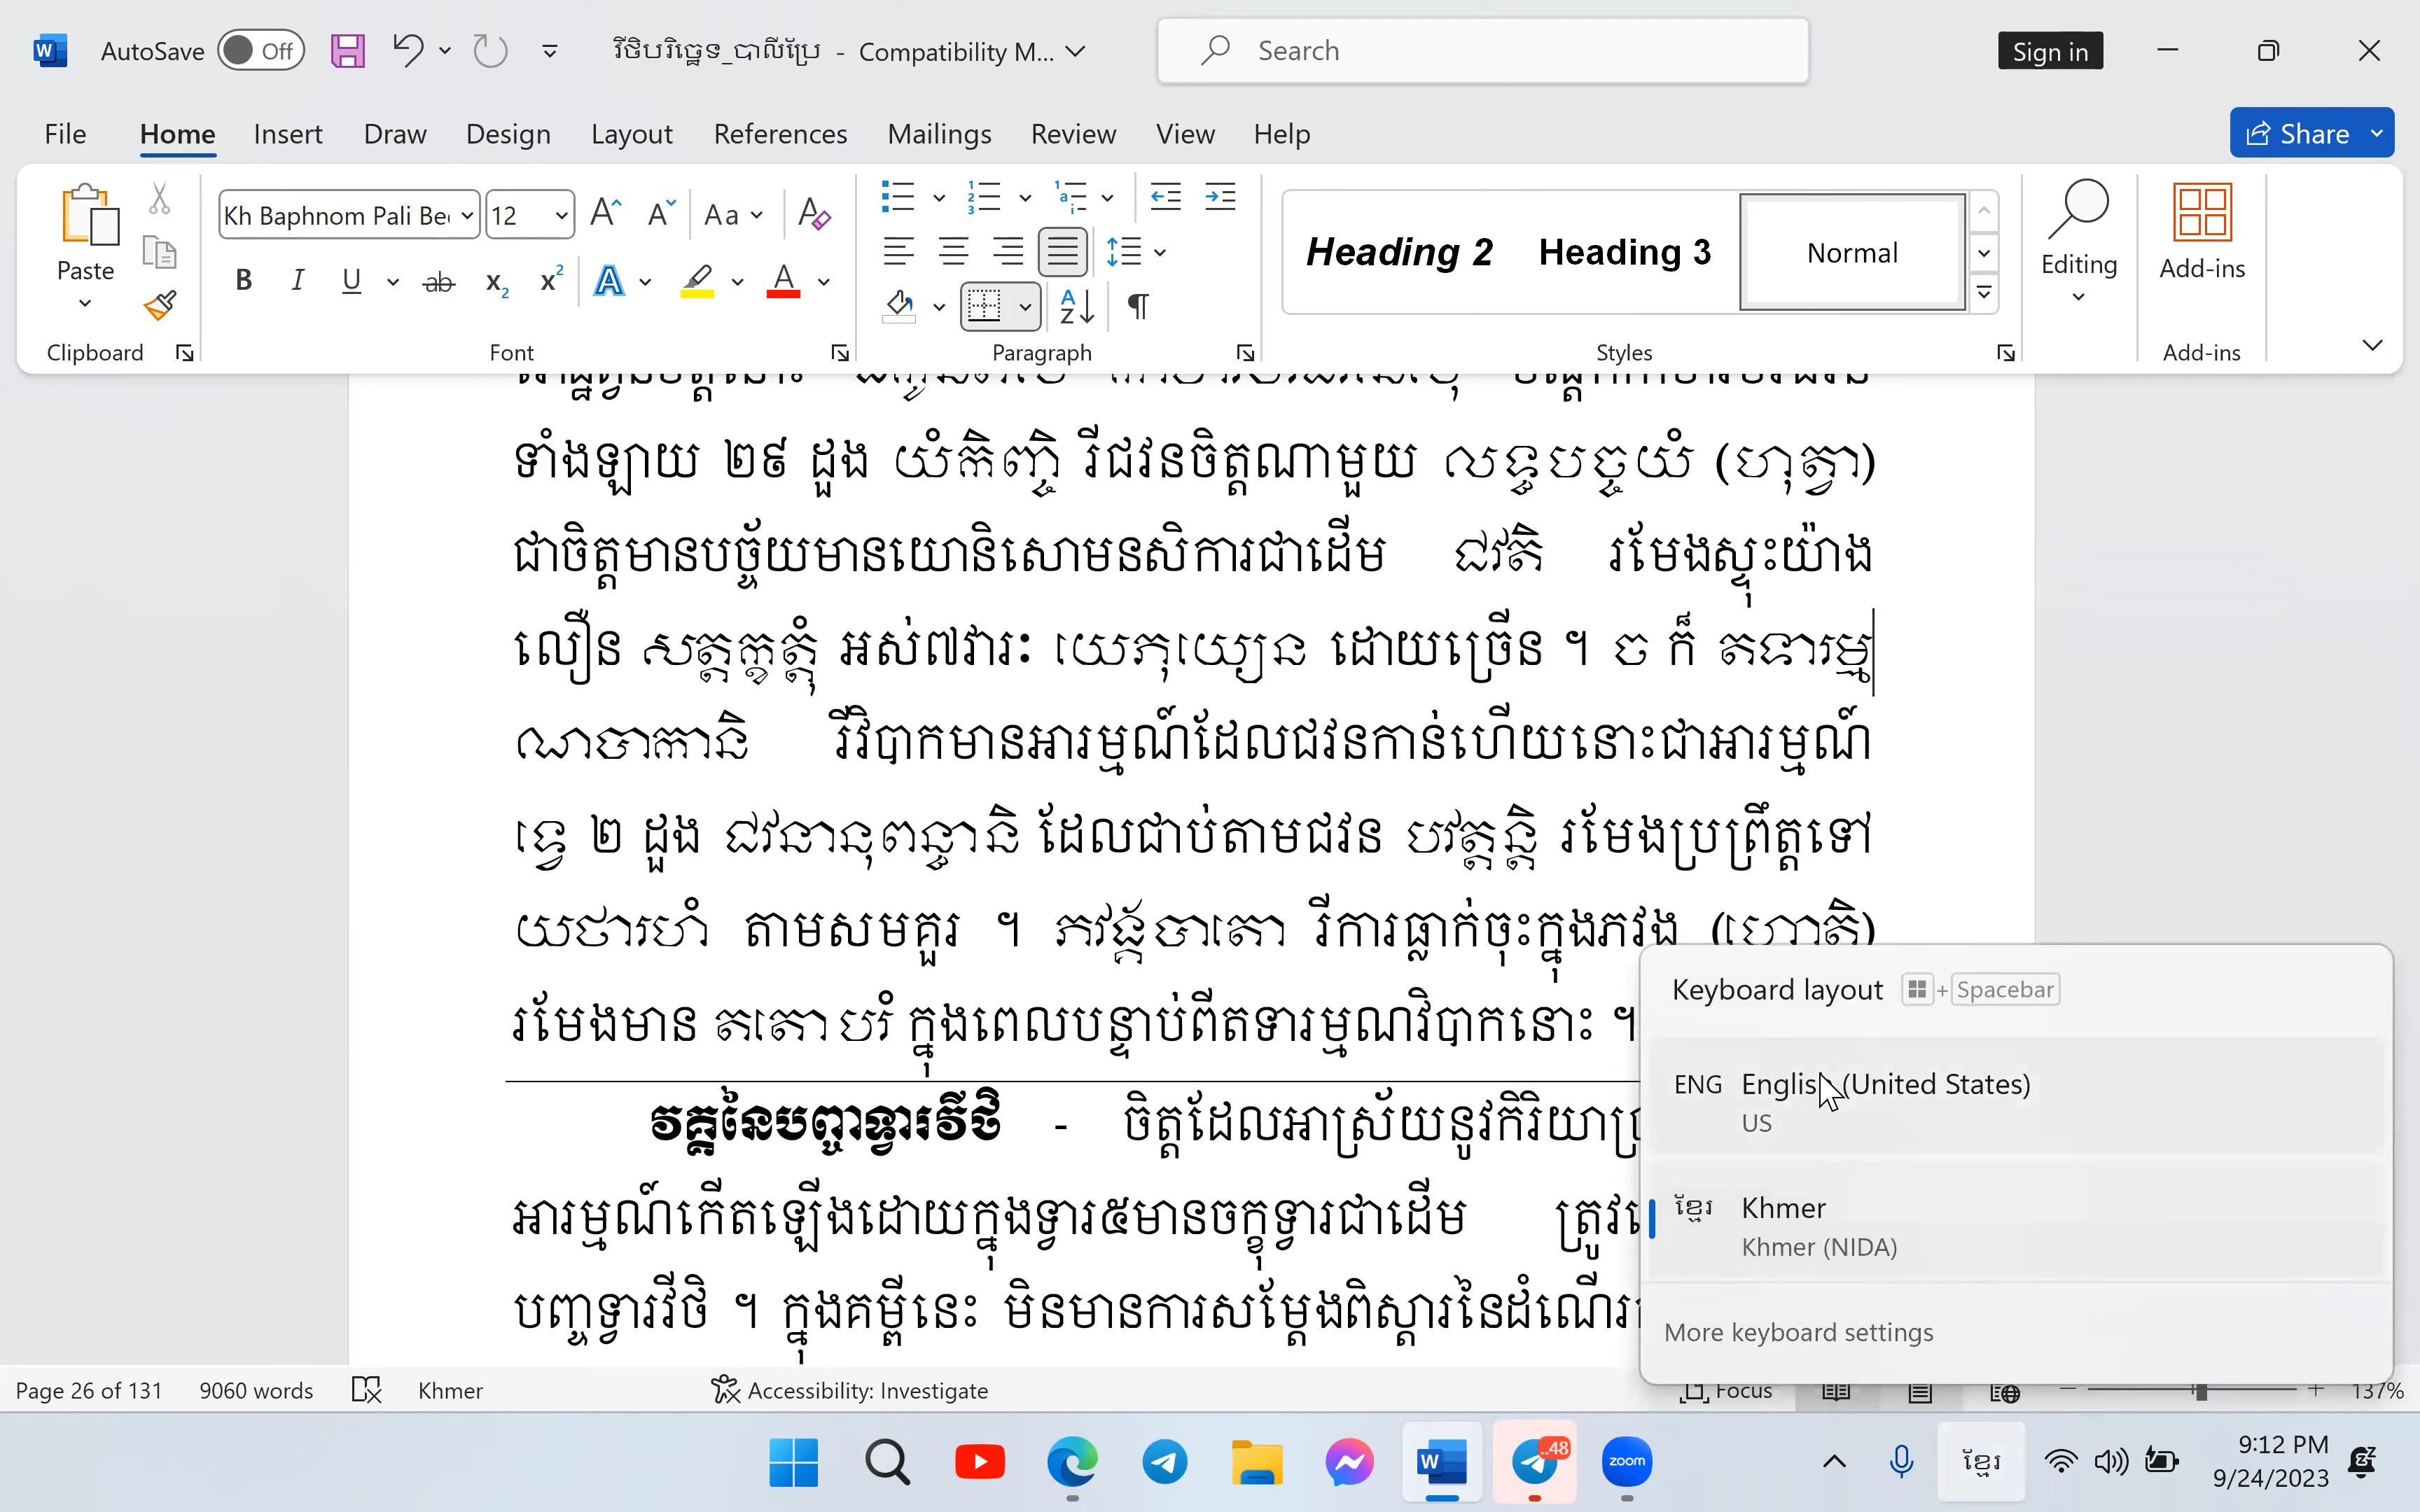 AutoSave Off វីថិបរិច្ឆេទ_បាលីប្រែ - Compatibility M... Search Sign in
File Home Insert Draw Design Layout References Mailings Review View Help Share
Paste Kh Baphnom Pali Be 12 Aa Heading 2 Heading 3 Normal Editing Add-ins
Clipboard Font Paragraph Styles Add-ins
ទាំងឡាយ ២៩ ដួង យំកិញ្ចិ រីជវនចិត្តណាមួយ លទ្ធបច្ចយំ (ហុត្វា)
ជាចិត្តមានបច្ច័យមានយោនិសោមនសិការជាដើម ជវតិ រមែងស្ទុះយ៉ាង
លឿន សត្តក្ខត្តុំ អស់៧វារៈ យេភុយ្យេន ដោយច្រើន ។ ច ក៏ តទារម្ម
ណបាកានិ រីវិបាកមានអារម្មណ៍ដែលជវនកាន់ហើយនោះជាអារម្មណ៍
ទ្វេ ២ ដួង ជវនានុពន្ធានិ ដែលជាប់តាមជវន បវត្តន្តិ រមែងប្រព្រឹត្តទៅ
យថារហំ តាមសមគួរ ។ ភវង្គបាតោ រីការធ្លាក់ចុះក្នុងភវង្គ (ហោតិ)
រមែងមាន តតោ បរំ ក្នុងពេលបន្ទាប់ពីតទារម្មណវិបាកនោះ ។
វគ្គនៃបញ្ចទ្វារវីថី - ចិត្តដែលអាស្រ័យនូវកិរិយា
អារម្មណ៍កើតឡើងដោយក្នុងទ្វារ៥មានចក្ខុទ្វារជាដើម ត្រូវ
បញ្ចទ្វារវីថី ។ ក្នុងគម្ពីនេះ មិនមានការសម្តែងពិស្តារនៃដំណើរ
Keyboard layout + Spacebar
ENG English (United States)
US
ខ្មែរ Khmer
Khmer (NIDA)
More keyboard settings
Page 26 of 131 9060 words Khmer Accessibility: Investigate Focus 137%
48 zoom ខ្មែរ 9:12 PM
9/24/2023